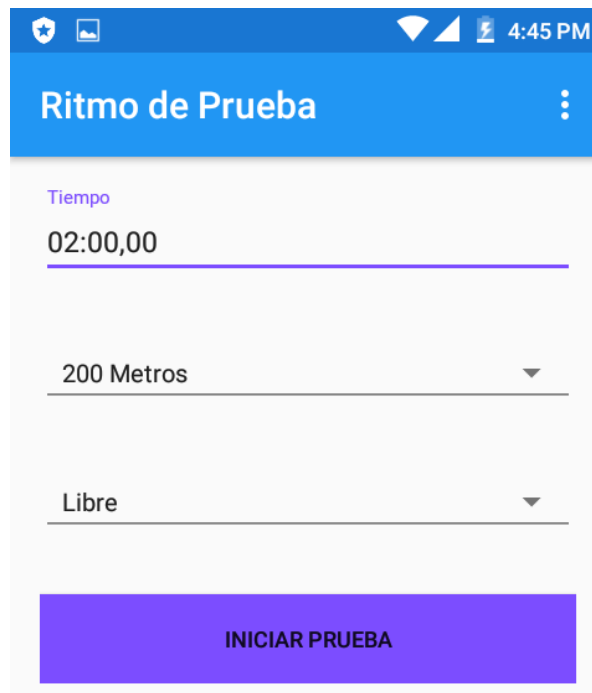 4:45 PM
Ritmo de Prueba
Tiempo
02:00,00
200 Metros
Libre
INICIAR PRUEBA